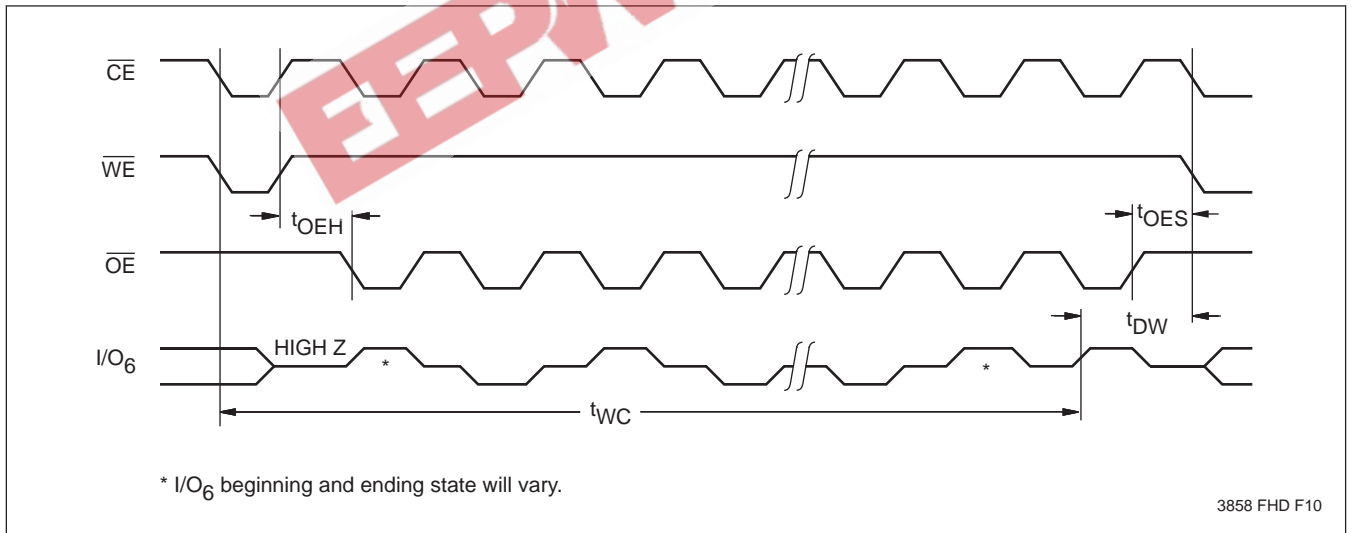 EEPW
CE
WE
tOEH
tOES
OE
tDW
I/O6
HIGH Z
*
*
tWC
* I/O6 beginning and ending state will vary.
3858 FHD F10